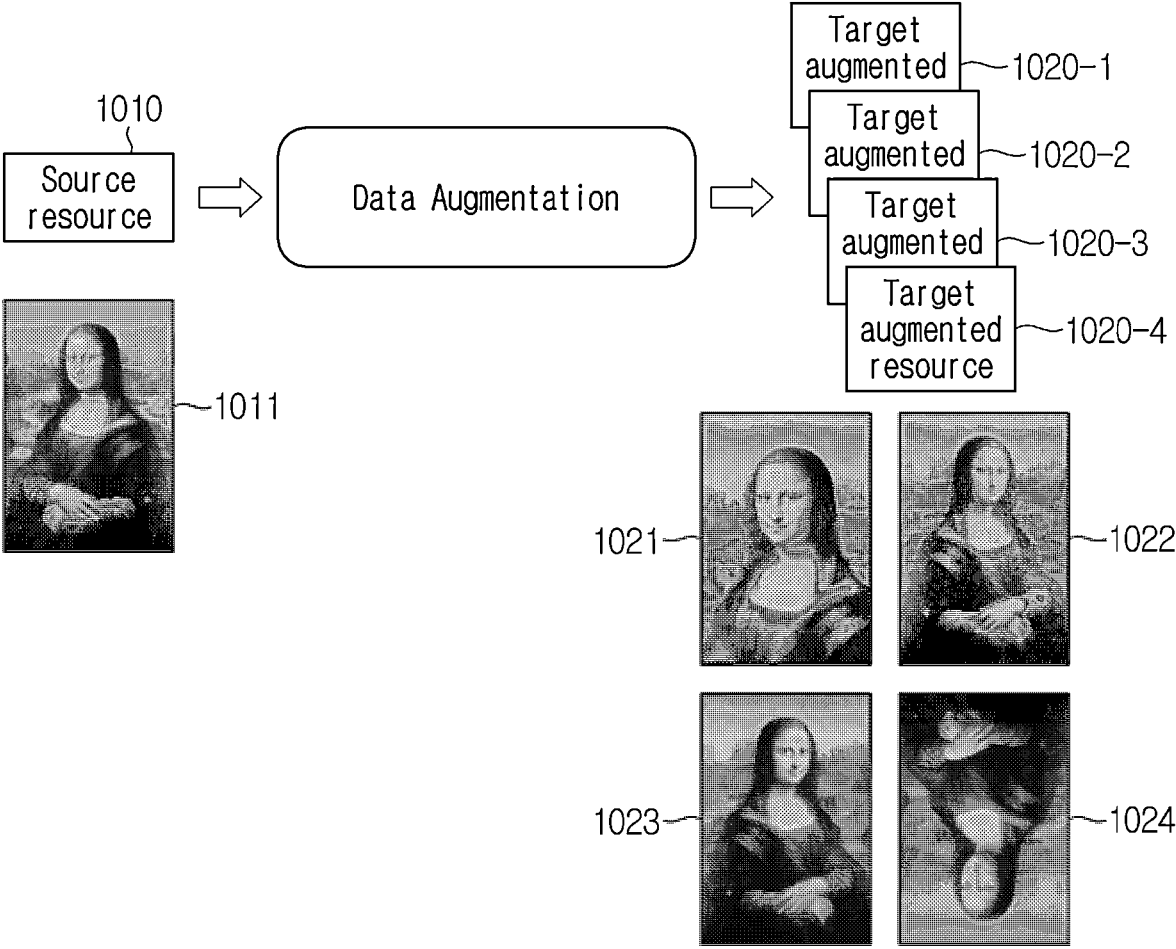 Target
augmented
1020-1
1010
Target
augmented
1020-2
Source
resource
Data Augmentation
Target
augmented
1020-3
Target
augmented
resource
1020-4
1011
1021
1022
1023
1024